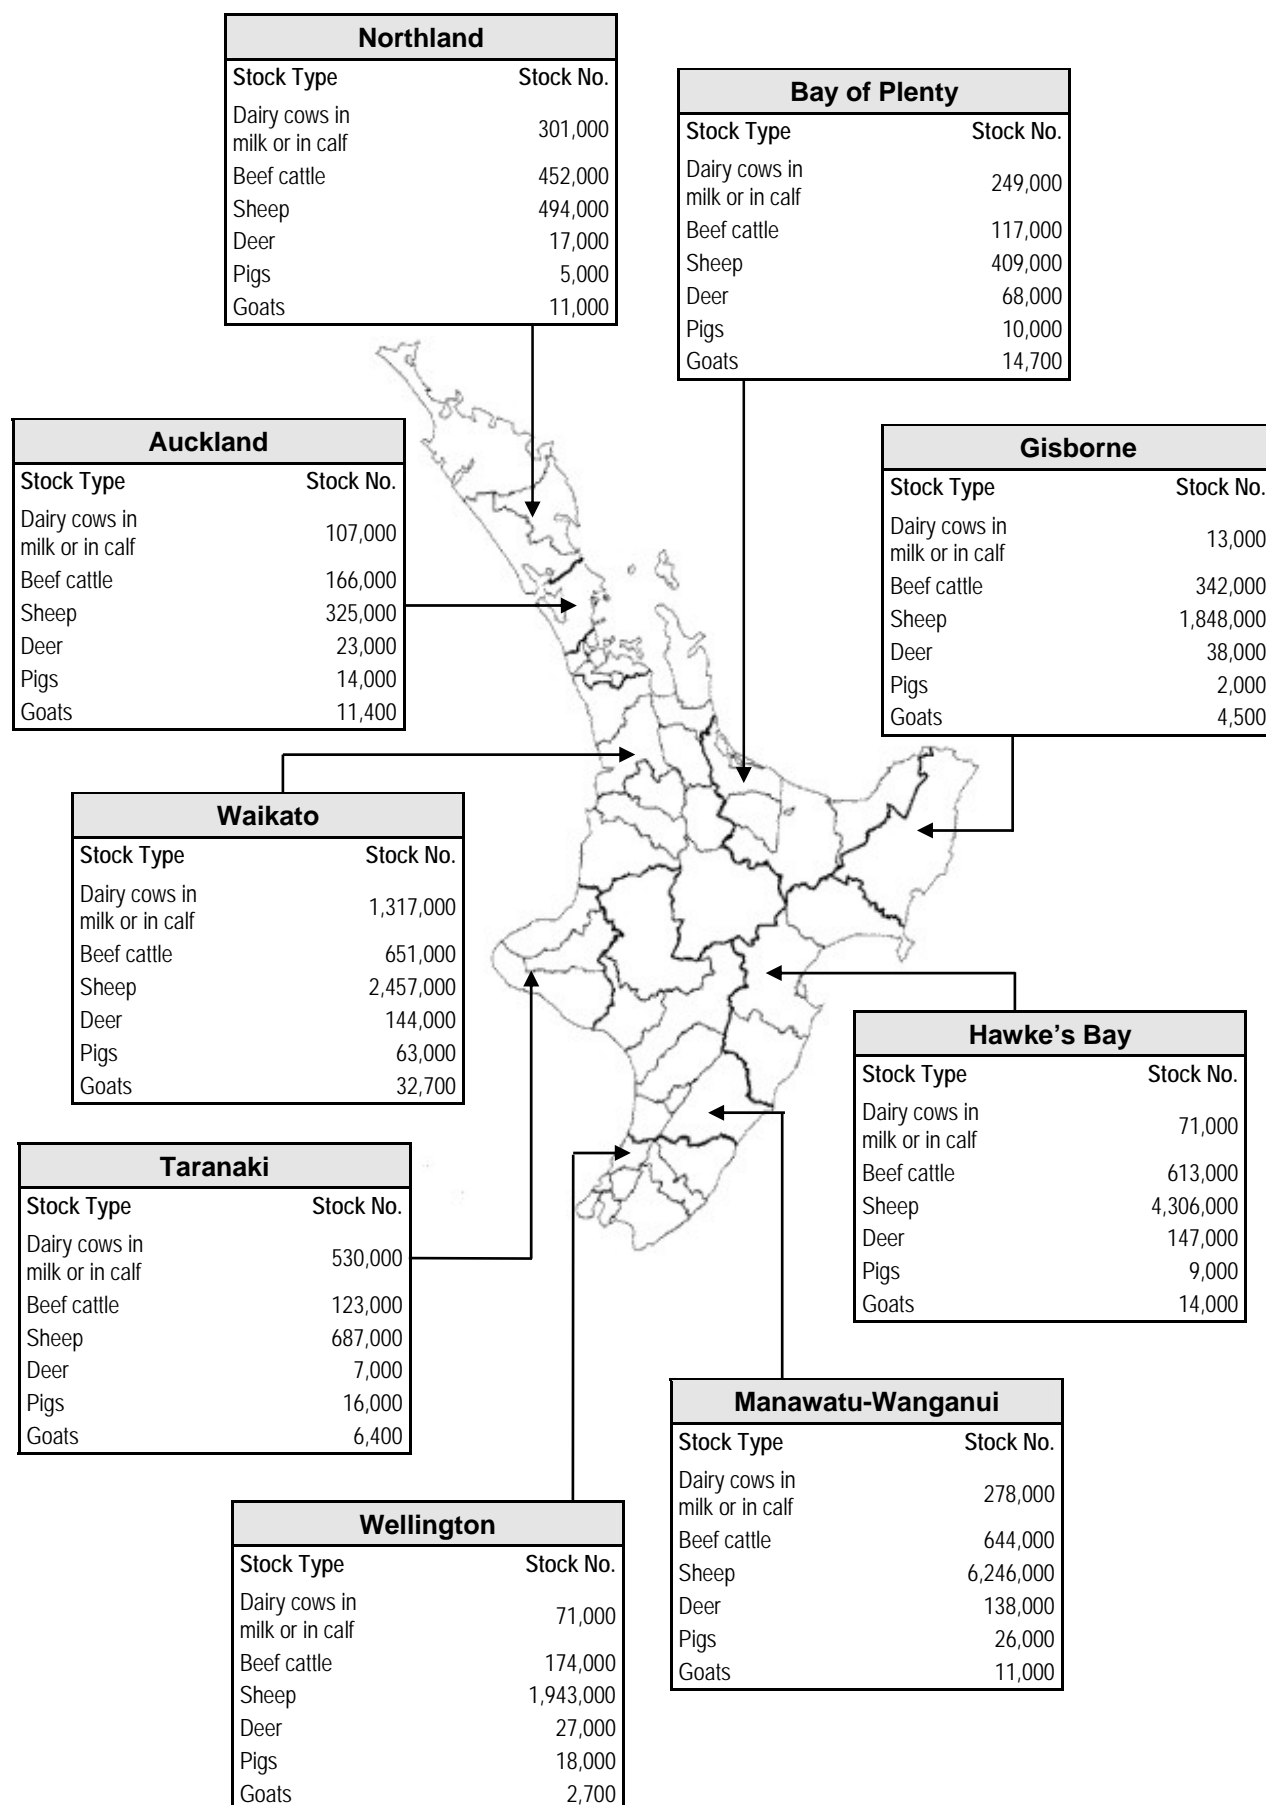 Northland
Stock Type Stock No.
Dairy cows in
milk or in calf 301,000
Beef cattle 452,000
Sheep 494,000
Deer 17,000
Pigs 5,000
Goats 11,000
Bay of Plenty
Stock Type Stock No.
Dairy cows in
milk or in calf 249,000
Beef cattle 117,000
Sheep 409,000
Deer 68,000
Pigs 10,000
Goats 14,700
Auckland
Stock Type Stock No.
Dairy cows in
milk or in calf 107,000
Beef cattle 166,000
Sheep 325,000
Deer 23,000
Pigs 14,000
Goats 11,400
Gisborne
Stock Type Stock No.
Dairy cows in
milk or in calf 13,000
Beef cattle 342,000
Sheep 1,848,000
Deer 38,000
Pigs 2,000
Goats 4,500
Waikato
Stock Type Stock No.
Dairy cows in
milk or in calf 1,317,000
Beef cattle 651,000
Sheep 2,457,000
Deer 144,000
Pigs 63,000
Goats 32,700
Hawke's Bay
Stock Type Stock No.
Dairy cows in
milk or in calf 71,000
Beef cattle 613,000
Sheep 4,306,000
Deer 147,000
Pigs 9,000
Goats 14,000
Taranaki
Stock Type Stock No.
Dairy cows in
milk or in calf 530,000
Beef cattle 123,000
Sheep 687,000
Deer 7,000
Pigs 16,000
Goats 6,400
Manawatu-Wanganui
Stock Type Stock No.
Dairy cows in
milk or in calf 278,000
Beef cattle 644,000
Sheep 6,246,000
Deer 138,000
Pigs 26,000
Goats 11,000
Wellington
Stock Type Stock No.
Dairy cows in
milk or in calf 71,000
Beef cattle 174,000
Sheep 1,943,000
Deer 27,000
Pigs 18,000
Goats 2,700